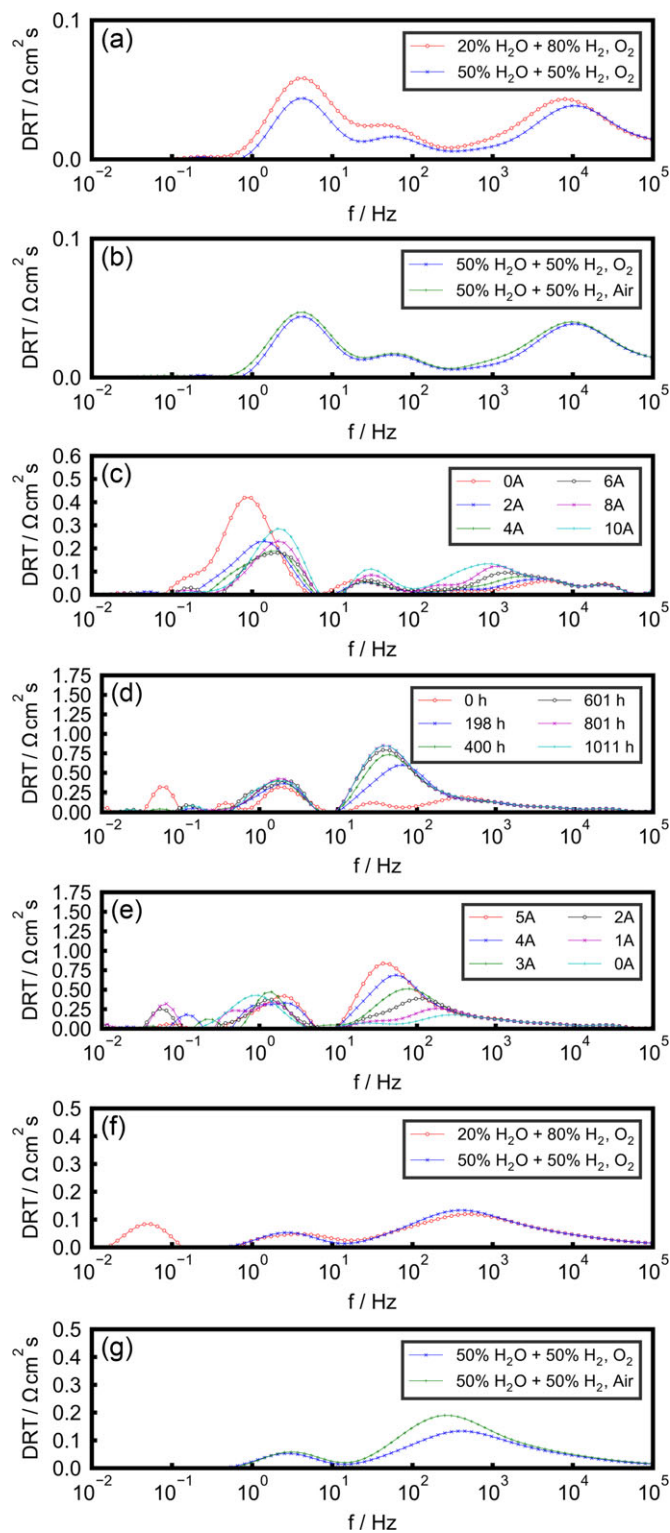 (a)
DRT / Ω cm² s
0.1
0.0
20% H₂O + 80% H₂, O₂
50% H₂O + 50% H₂, O₂
10⁻² 10⁻¹ 10⁰ 10¹ 10² 10³ 10⁴ 10⁵
f / Hz
(b)
DRT / Ω cm² s
0.1
0.0
50% H₂O + 50% H₂, O₂
50% H₂O + 50% H₂, Air
10⁻² 10⁻¹ 10⁰ 10¹ 10² 10³ 10⁴ 10⁵
f / Hz
(c)
DRT / Ω cm² s
0.6
0.5
0.4
0.3
0.2
0.1
0.0
0A 6A
2A 8A
4A 10A
10⁻² 10⁻¹ 10⁰ 10¹ 10² 10³ 10⁴ 10⁵
f / Hz
(d)
DRT / Ω cm² s
1.75
1.50
1.25
1.00
0.75
0.50
0.25
0.00
0 h 601 h
198 h 801 h
400 h 1011 h
10⁻² 10⁻¹ 10⁰ 10¹ 10² 10³ 10⁴ 10⁵
f / Hz
(e)
DRT / Ω cm² s
1.75
1.50
1.25
1.00
0.75
0.50
0.25
0.00
5A 2A
4A 1A
3A 0A
10⁻² 10⁻¹ 10⁰ 10¹ 10² 10³ 10⁴ 10⁵
f / Hz
(f)
DRT / Ω cm² s
0.5
0.4
0.3
0.2
0.1
0.0
20% H₂O + 80% H₂, O₂
50% H₂O + 50% H₂, O₂
10⁻² 10⁻¹ 10⁰ 10¹ 10² 10³ 10⁴ 10⁵
f / Hz
(g)
DRT / Ω cm² s
0.5
0.4
0.3
0.2
0.1
0.0
50% H₂O + 50% H₂, O₂
50% H₂O + 50% H₂, Air
10⁻² 10⁻¹ 10⁰ 10¹ 10² 10³ 10⁴ 10⁵
f / Hz